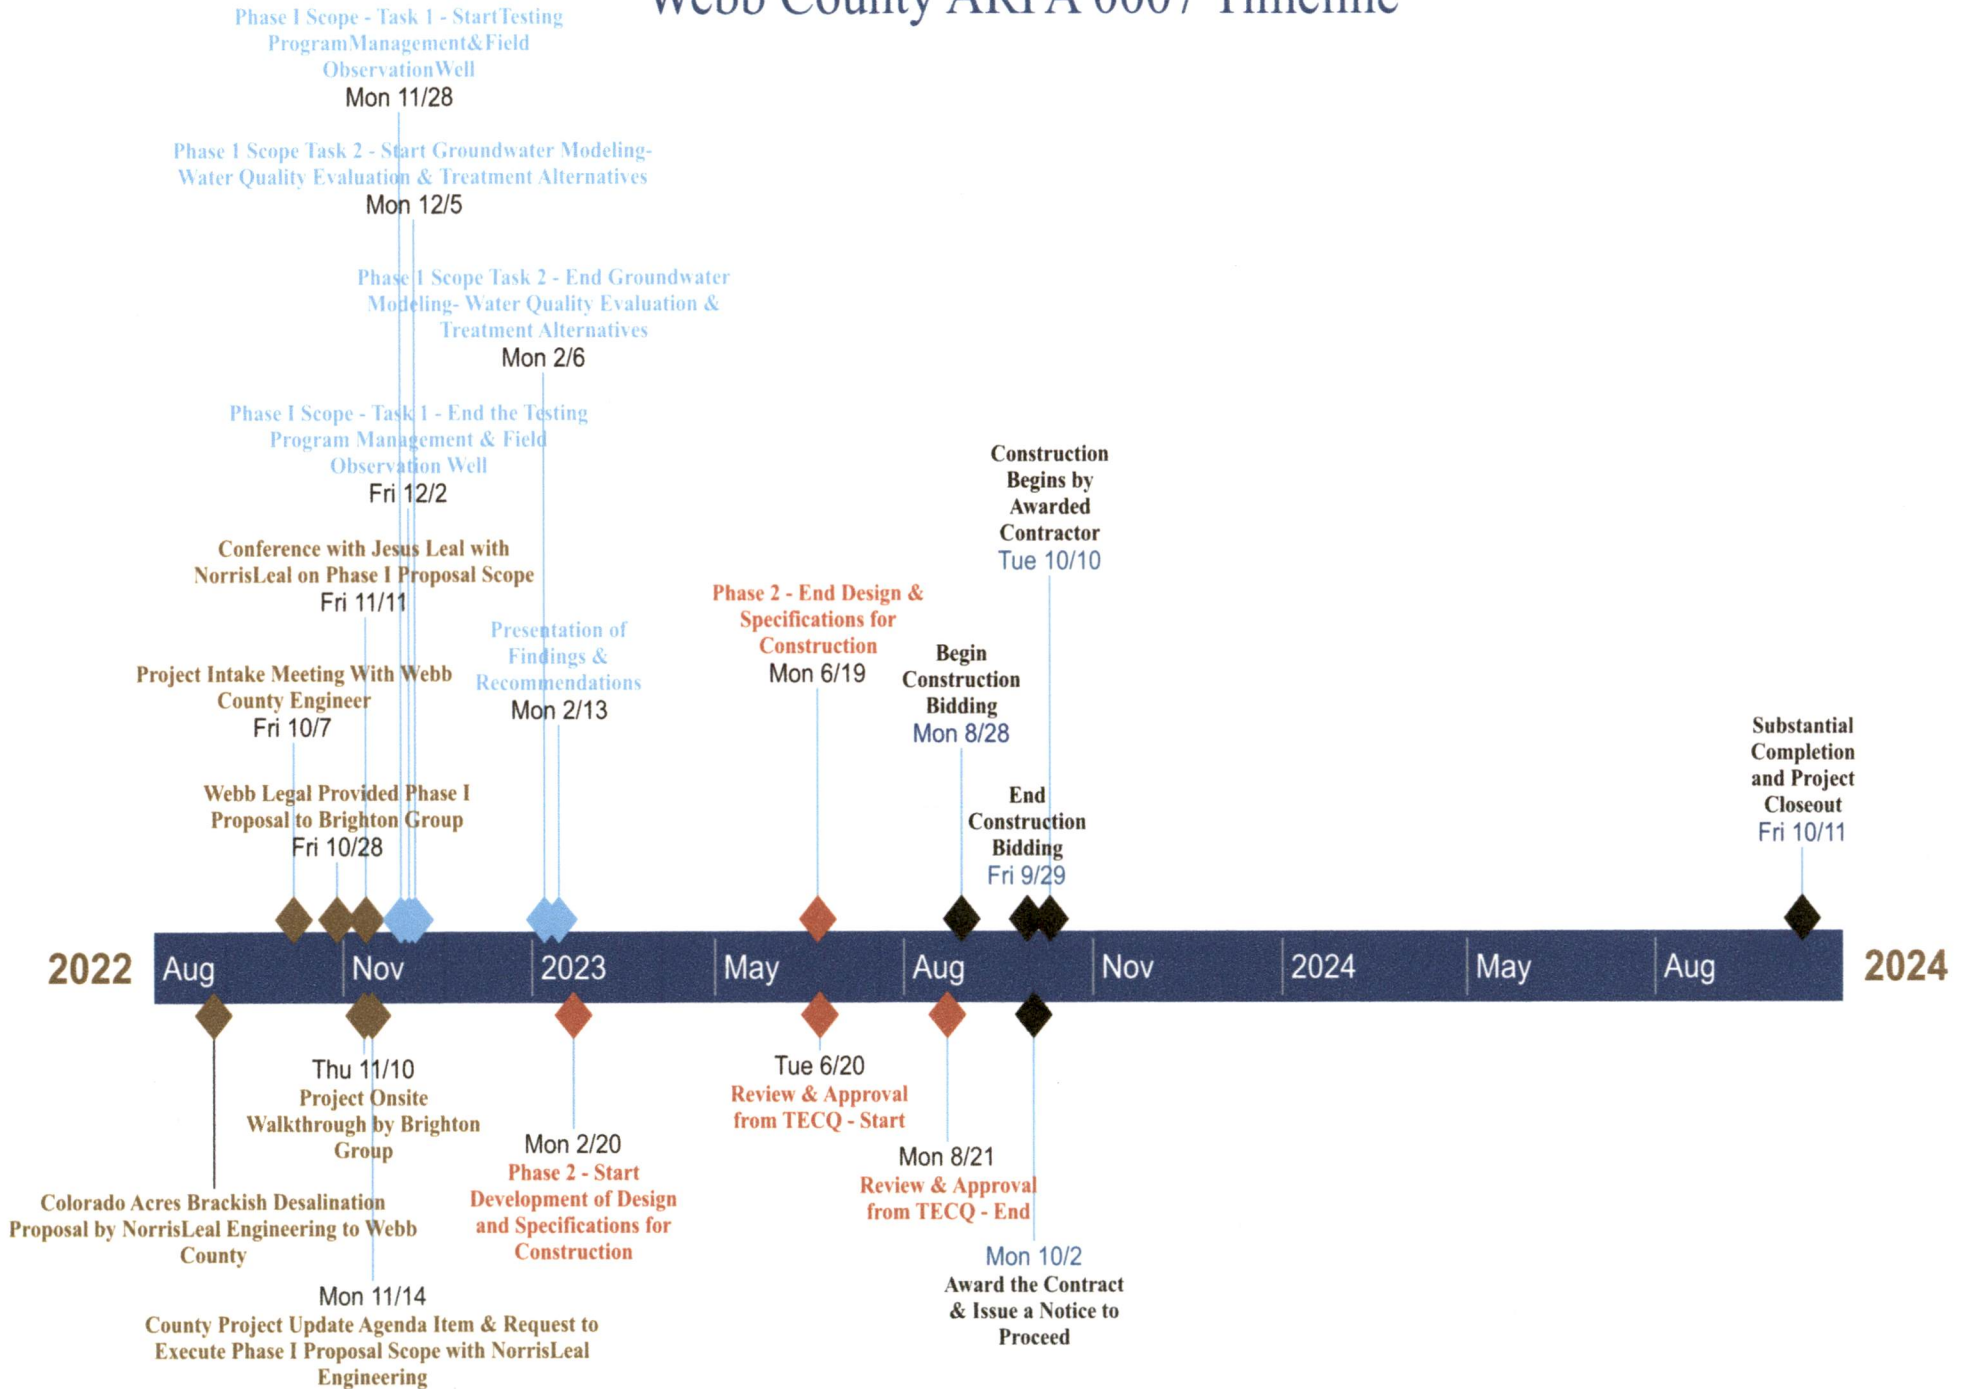 Webb County ARPA 0007 Timeline
Phase I Scope - Task 1 - StartTesting
ProgramManagement&Field
ObservationWell
Mon 11/28
Phase 1 Scope Task 2 - Start Groundwater Modeling-
Water Quality Evaluation & Treatment Alternatives
Mon 12/5
Phase 1 Scope Task 2 - End Groundwater
Modeling- Water Quality Evaluation &
Treatment Alternatives
Mon 2/6
Phase I Scope - Task 1 - End the Testing
Program Management & Field
Observation Well
Fri 12/2
Conference with Jesus Leal with
NorrisLeal on Phase I Proposal Scope
Fri 11/11
Project Intake Meeting With Webb
County Engineer
Fri 10/7
Webb Legal Provided Phase I
Proposal to Brighton Group
Fri 10/28
Presentation of
Findings &
Recommendations
Mon 2/13
Phase 2 - End Design &
Specifications for
Construction
Mon 6/19
Begin
Construction
Bidding
Mon 8/28
Construction
Begins by
Awarded
Contractor
Tue 10/10
End
Construction
Bidding
Fri 9/29
Substantial
Completion
and Project
Closeout
Fri 10/11
2022 Aug Nov 2023 May Aug Nov 2024 May Aug 2024
Thu 11/10
Project Onsite
Walkthrough by Brighton
Group
Colorado Acres Brackish Desalination
Proposal by NorrisLeal Engineering to Webb
County
Mon 11/14
County Project Update Agenda Item & Request to
Execute Phase I Proposal Scope with NorrisLeal
Engineering
Mon 2/20
Phase 2 - Start
Development of Design
and Specifications for
Construction
Tue 6/20
Review & Approval
from TECQ - Start
Mon 8/21
Review & Approval
from TECQ - End
Mon 10/2
Award the Contract
& Issue a Notice to
Proceed